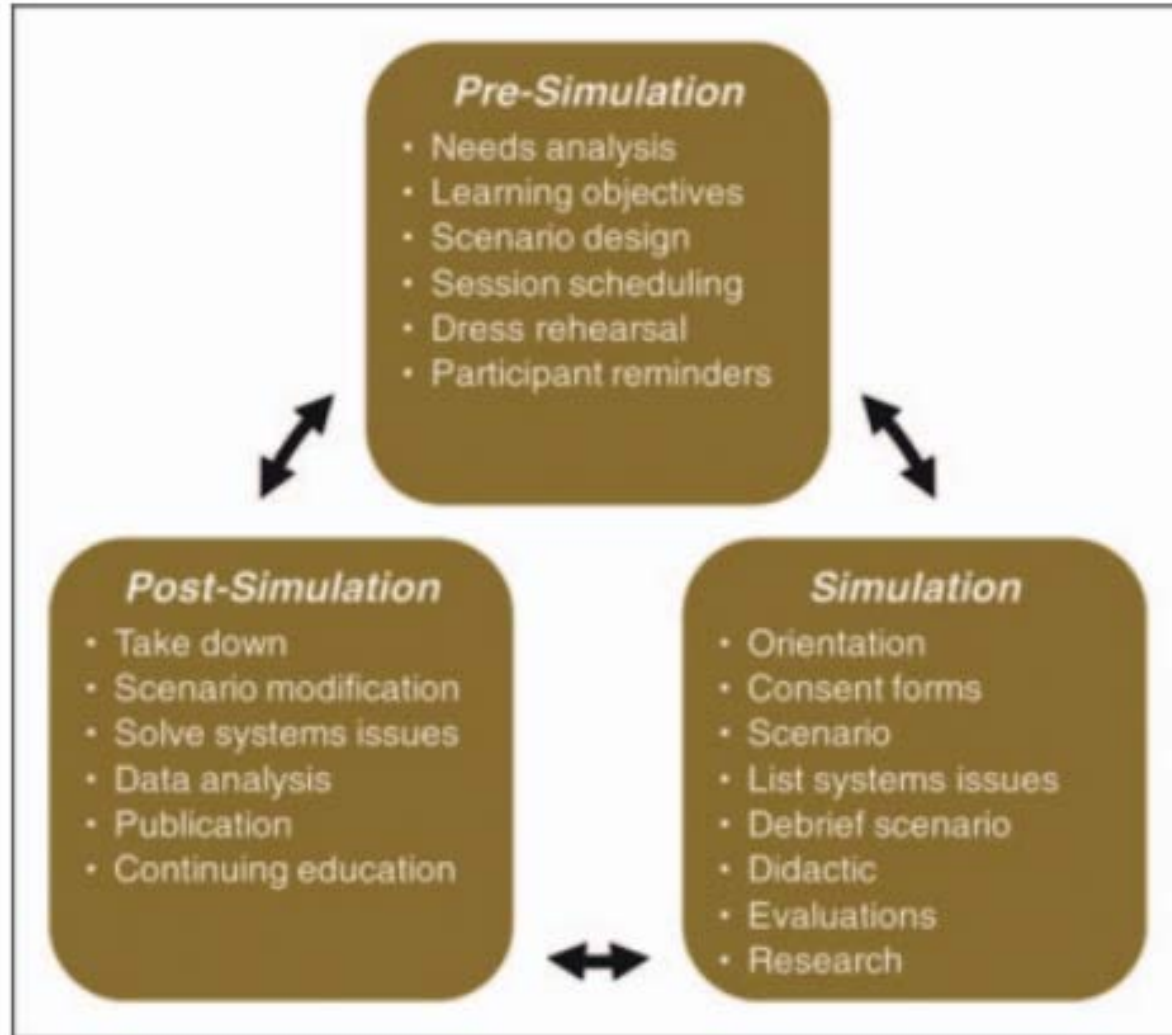 Pre-Simulation
• Needs analysis
• Learning objectives
• Scenario design
• Session scheduling
• Dress rehearsal
• Participant reminders
Post-Simulation
• Take down
• Scenario modification
• Solve systems issues
• Data analysis
• Publication
• Continuing education
Simulation
• Orientation
• Consent forms
• Scenario
• List systems issues
• Debrief scenario
• Didactic
• Evaluations
• Research